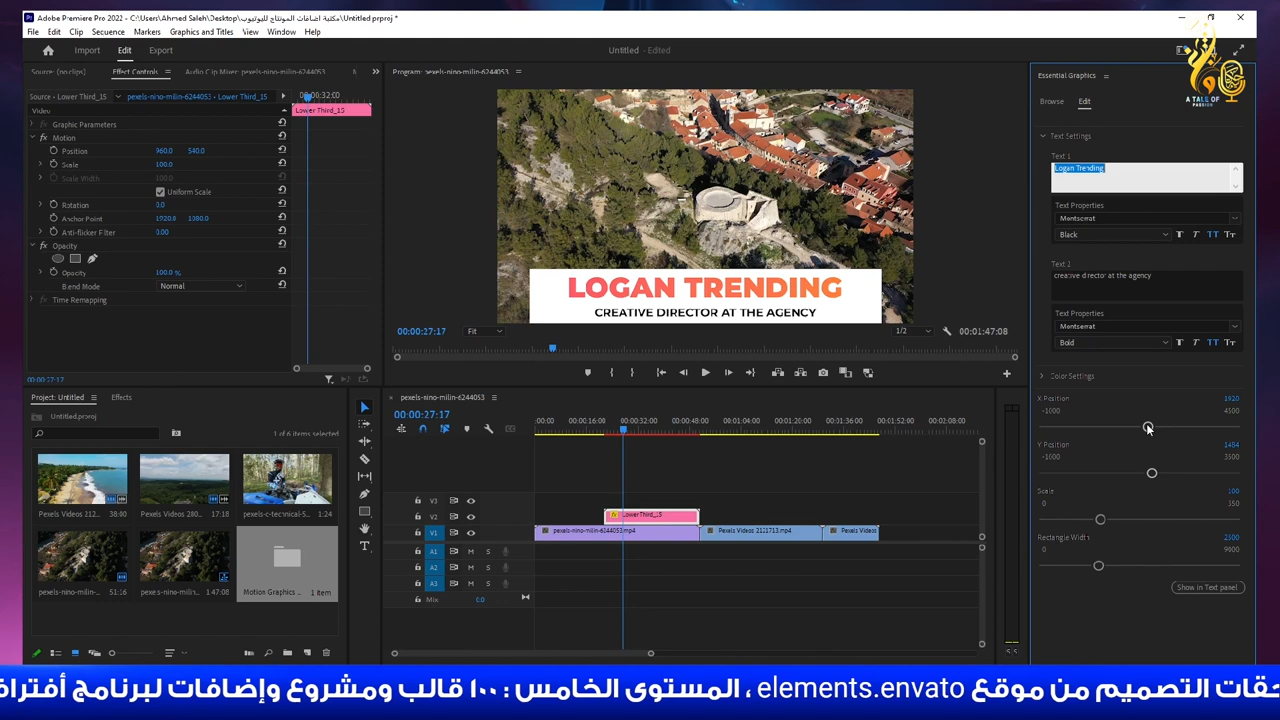 Adobe Premiere Pro 2022 - C:\Users\Ahmed Saleh\Desktop\مكتبة اضافات المونتاج لليوتيوب\Untitled.prproj *
File Edit Clip Sequence Markers Graphics and Titles View Window Help
Import Edit Export
Untitled - Edited
A TALE OF
PASSION
Source: (no clips) Effect Controls Audio Clip Mixer: pexels-nino-milin-6244053
Source - Lower Third_15 pexels-nino-milin-6244053 - Lower Third_15
00:00:32:00
Video
Lower Third_15
Graphic Parameters
fx Motion
Position 960.0 540.0
Scale 100.0
Scale Width 100.0
Uniform Scale
Rotation 0.0
Anchor Point 1920.0 1080.0
Anti-flicker Filter 0.00
fx Opacity
Opacity 100.0 %
Blend Mode Normal
Time Remapping
00:00:27:17
Program: pexels-nino-milin-6244053
LOGAN TRENDING
CREATIVE DIRECTOR AT THE AGENCY
00:00:27:17 Fit 1/2 00:01:47:08
Essential Graphics
Browse Edit
Text Settings
Text 1
Logan Trending
Text Properties
Montserrat
Black T T TT Tт
Text 2
creative director at the agency
Text Properties
Montserrat
Bold T T TT Tт
Color Settings
X Position 1920
-1000 4500
Y Position 1484
-1000 3500
Scale 100
0 350
Rectangle Width 2500
0 9000
Show in Text panel
Project: Untitled Effects
Untitled.prproj
1 of 6 items selected
Pexels Videos 212... 38:00
Pexels Videos 280... 17:18
pexels-c-technical-5... 1:24
pexels-nino-milin-... 51:16
pexels-nino-milin... 1:47:08
Motion Graphics ... 1 item
pexels-nino-milin-6244053
00:00:27:17
:00:00 00:00:16:00 00:00:32:00 00:00:48:00 00:01:04:00 00:01:20:00 00:01:36:00 00:01:52:00 00:02:08:00
V3
V2
fx Lower Third_15
V1
pexels-nino-milin-6244053.mp4 Pexels Videos 2121713.mp4 Pexels Videos
A1 M S
A2 M S
A3 M S
Mix 0.0
S S
حقات التصميم من موقع elements.envato ، المستوى الخامس : ١٠٠ قالب ومشروع وإضافات لبرنامج أفترا